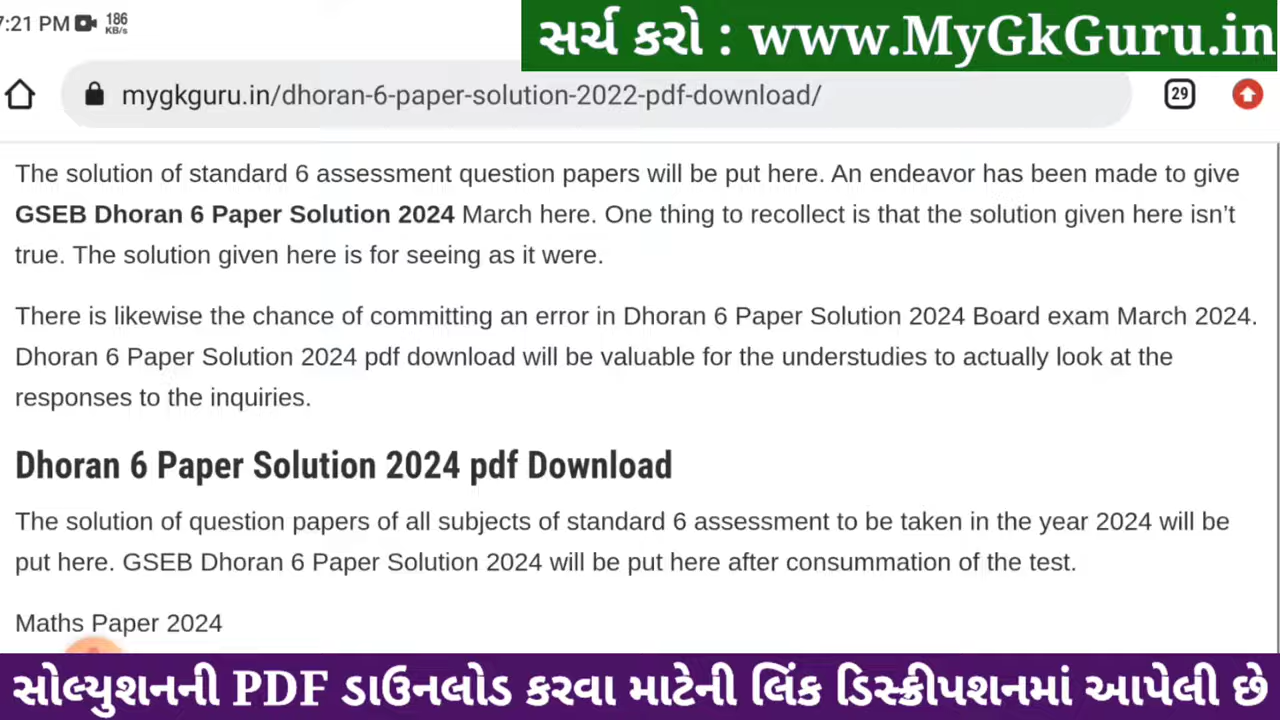 7:21 PM 186 KB/s
સર્ચ કરો : www.MyGkGuru.in
mygkguru.in/dhoran-6-paper-solution-2022-pdf-download/ 29
The solution of standard 6 assessment question papers will be put here. An endeavor has been made to give
GSEB Dhoran 6 Paper Solution 2024 March here. One thing to recollect is that the solution given here isn't
true. The solution given here is for seeing as it were.
There is likewise the chance of committing an error in Dhoran 6 Paper Solution 2024 Board exam March 2024.
Dhoran 6 Paper Solution 2024 pdf download will be valuable for the understudies to actually look at the
responses to the inquiries.
Dhoran 6 Paper Solution 2024 pdf Download
The solution of question papers of all subjects of standard 6 assessment to be taken in the year 2024 will be
put here. GSEB Dhoran 6 Paper Solution 2024 will be put here after consummation of the test.
Maths Paper 2024
સોલ્યુશનની PDF ડાઉનલોડ કરવા માટેની લિંક ડિસ્ક્રીપશનમાં આપેલી છે